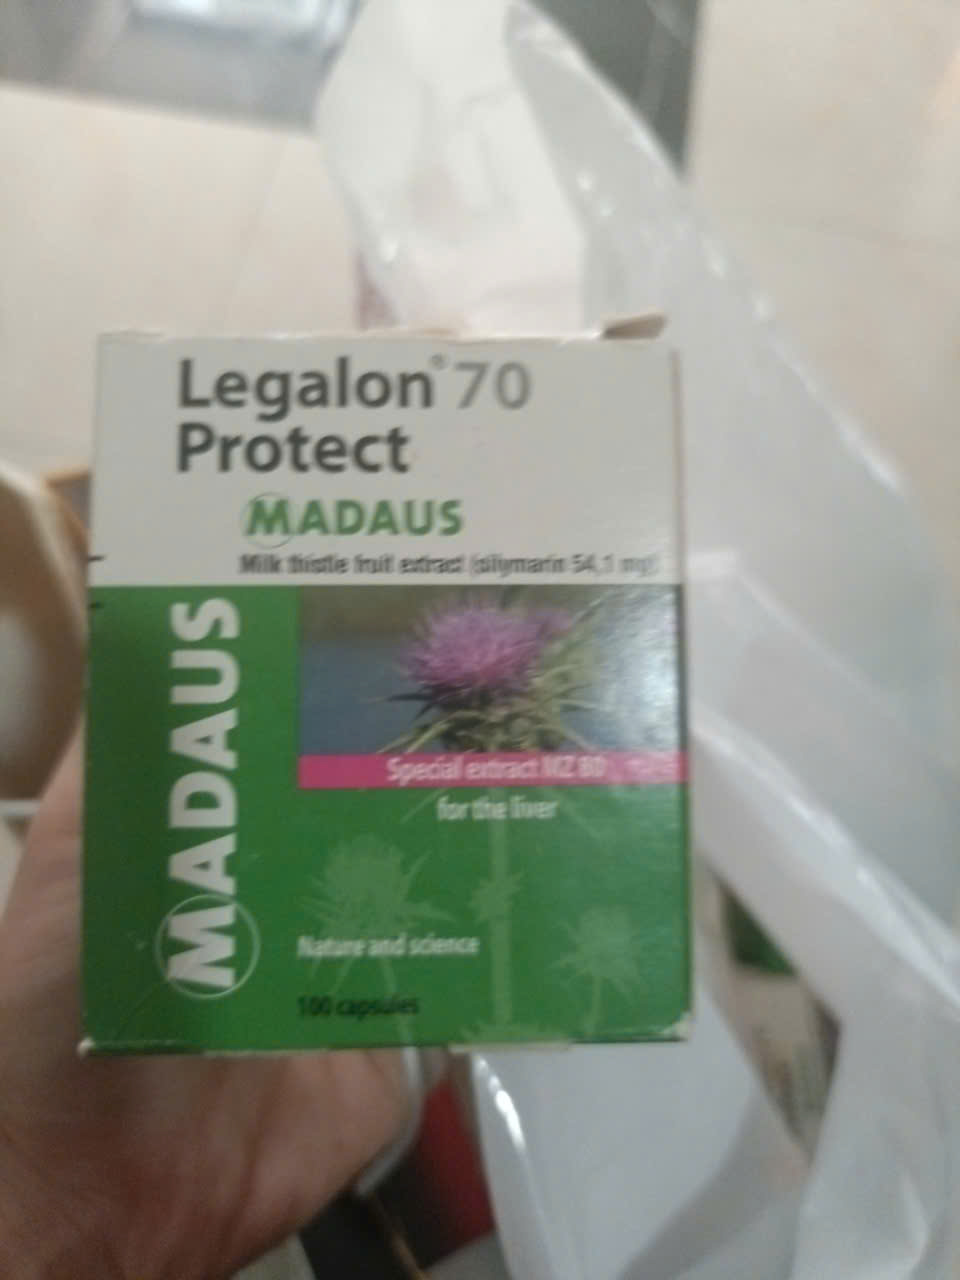 Legalon® 70
Protect
MADAUS
Milk thistle fruit extract (silymarin 54,1 mg)
MADAUS
Special extract MZ 80
for the liver
Nature and science
100 capsules